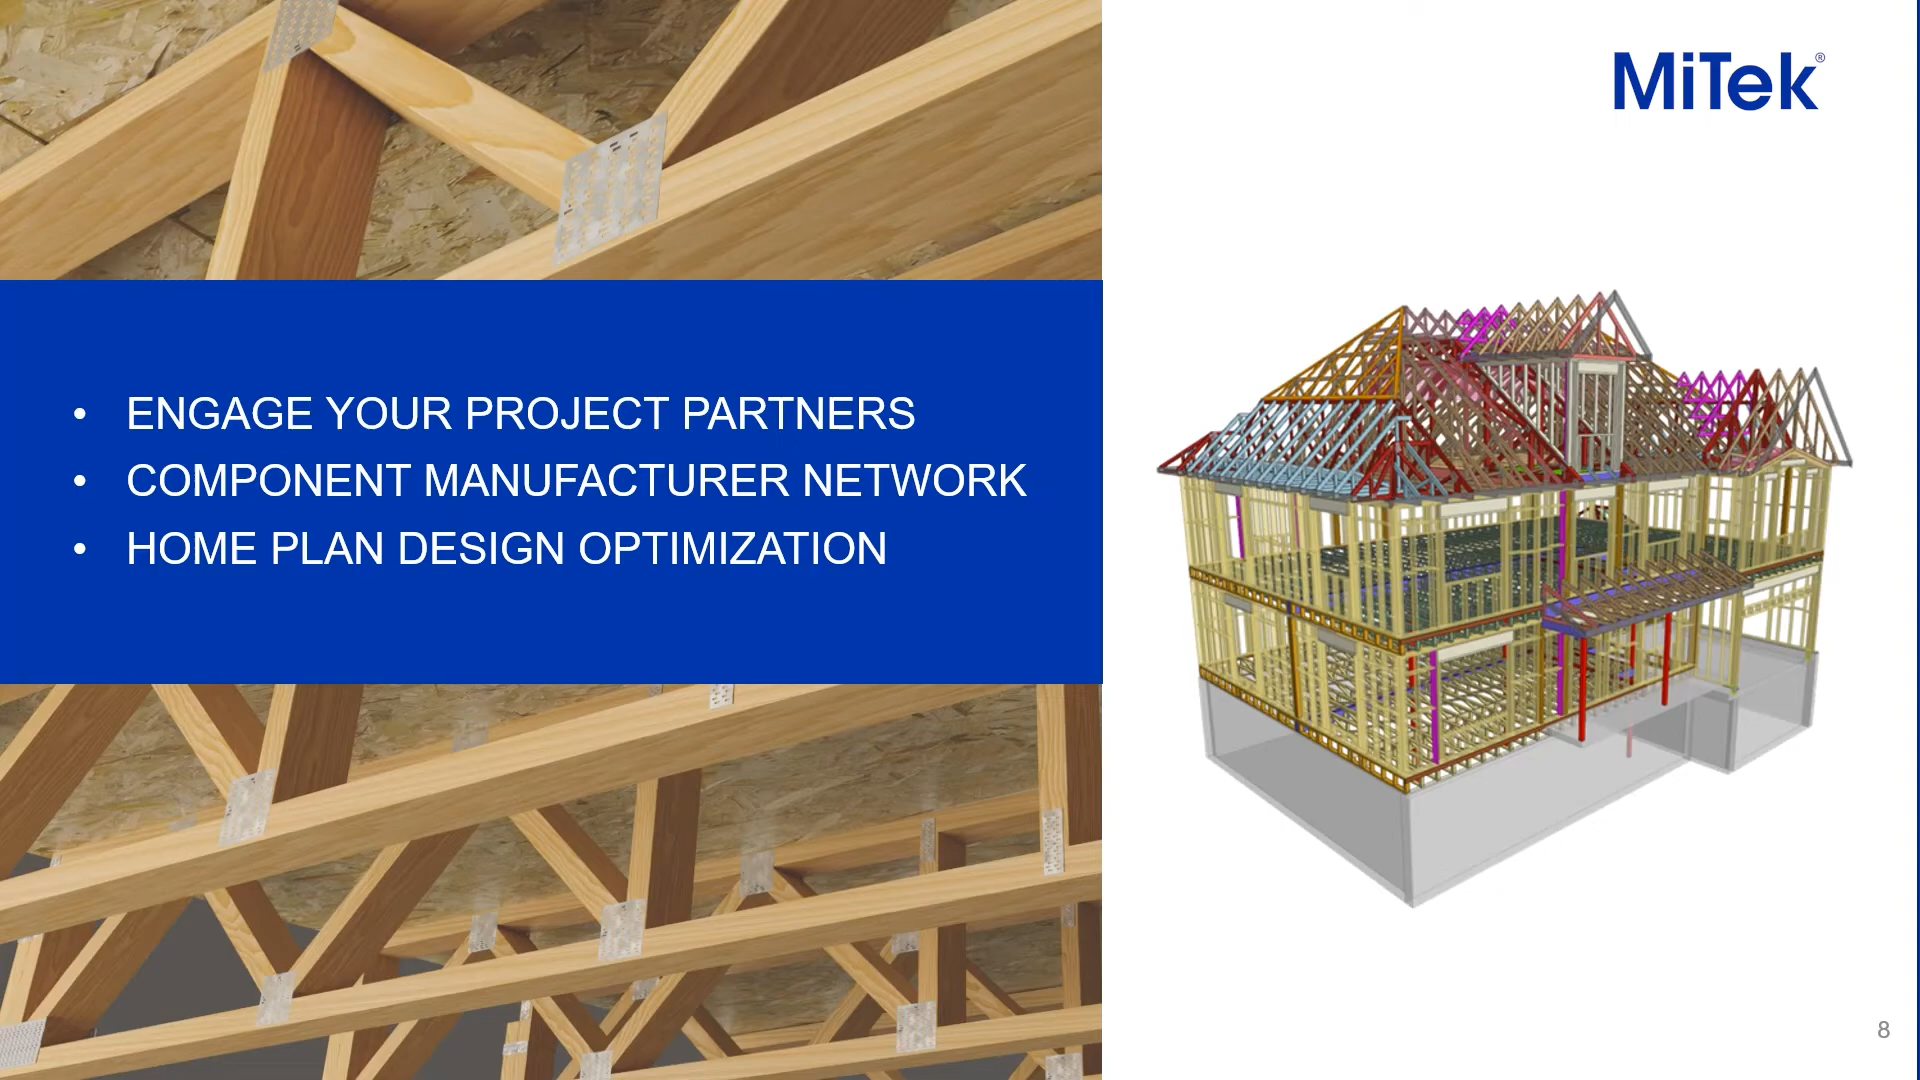 MiTek®
• ENGAGE YOUR PROJECT PARTNERS
• COMPONENT MANUFACTURER NETWORK
• HOME PLAN DESIGN OPTIMIZATION
8